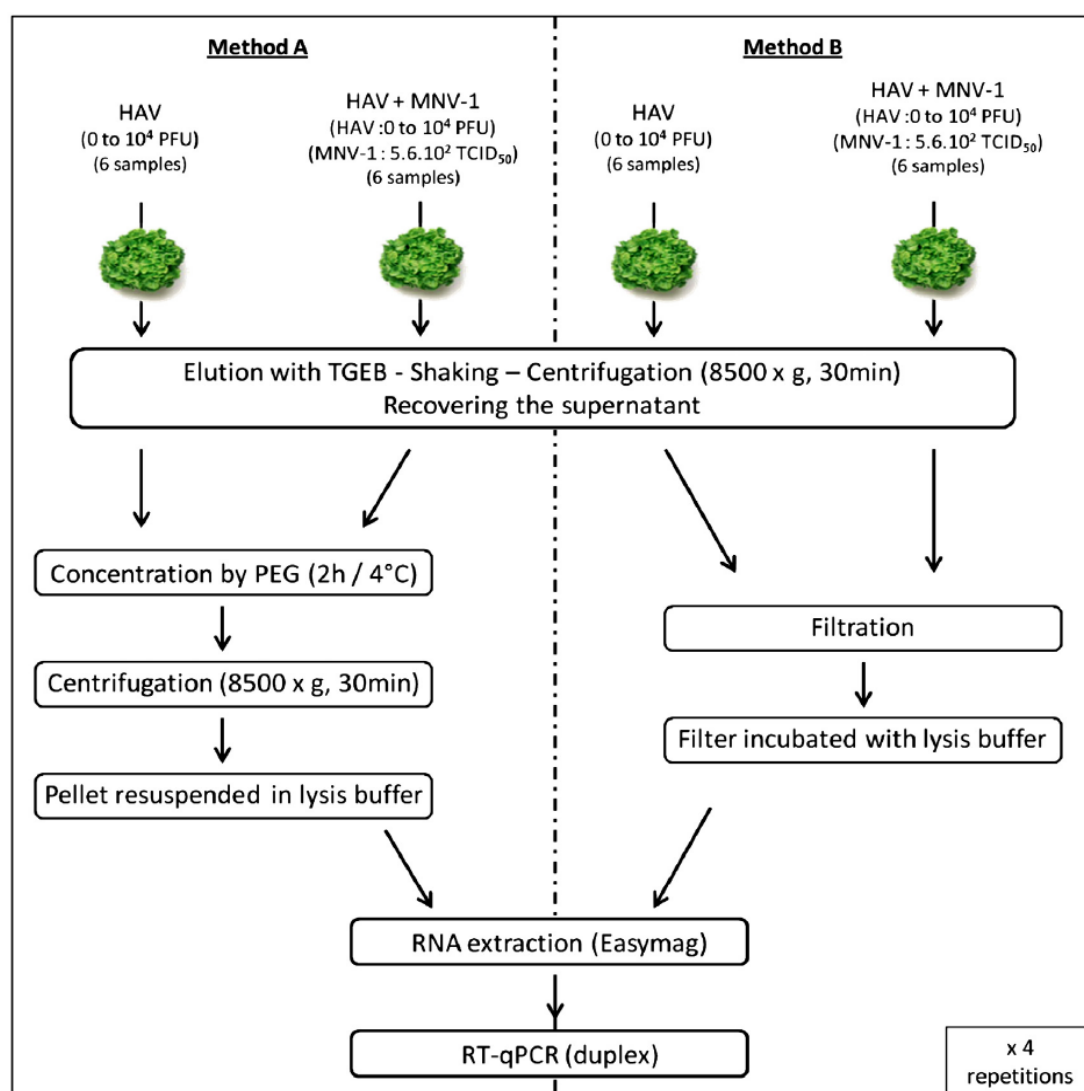 Method A
Method B
HAV
(0 to 10⁴ PFU)
(6 samples)
HAV + MNV-1
(HAV :0 to 10⁴ PFU)
(MNV-1 : 5.6.10² TCID₅₀)
(6 samples)
HAV
(0 to 10⁴ PFU)
(6 samples)
HAV + MNV-1
(HAV :0 to 10⁴ PFU)
(MNV-1 : 5.6.10² TCID₅₀)
(6 samples)
Elution with TGEB - Shaking – Centrifugation (8500 x g, 30min)
Recovering the supernatant
Concentration by PEG (2h / 4°C)
Centrifugation (8500 x g, 30min)
Pellet resuspended in lysis buffer
Filtration
Filter incubated with lysis buffer
RNA extraction (Easymag)
RT-qPCR (duplex)
x 4
repetitions